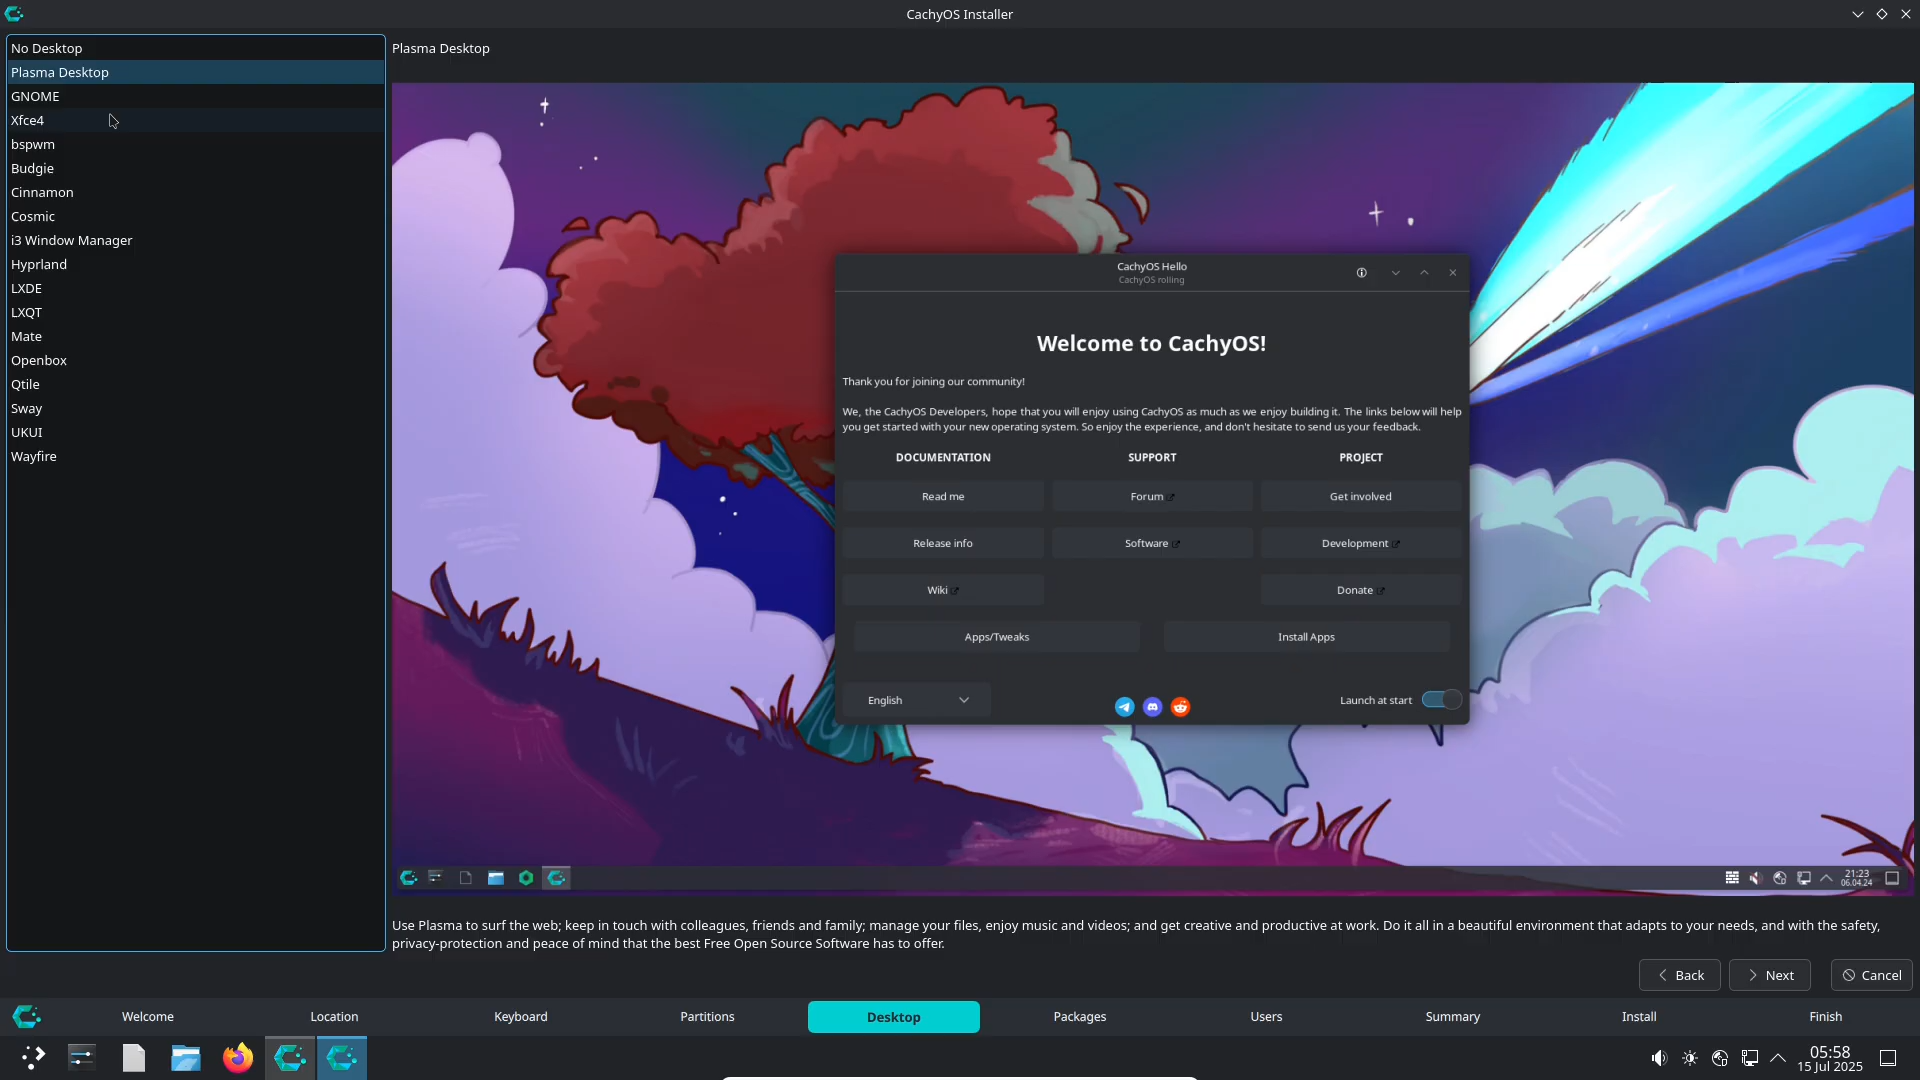 CachyOS Installer
No Desktop
Plasma Desktop
GNOME
Xfce4
bspwm
Budgie
Cinnamon
Cosmic
i3 Window Manager
Hyprland
LXDE
LXQT
Mate
Openbox
Qtile
Sway
UKUI
Wayfire
Plasma Desktop
CachyOS Hello
CachyOS rolling
Welcome to CachyOS!
Thank you for joining our community!
We, the CachyOS Developers, hope that you will enjoy using CachyOS as much as we enjoy building it. The links below will help
you get started with your new operating system. So enjoy the experience, and don't hesitate to send us your feedback.
DOCUMENTATION SUPPORT PROJECT
Read me Forum Get involved
Release info Software Development
Wiki Donate
Apps/Tweaks Install Apps
English Launch at start
21:23
06.04.24
Use Plasma to surf the web; keep in touch with colleagues, friends and family; manage your files, enjoy music and videos; and get creative and productive at work. Do it all in a beautiful environment that adapts to your needs, and with the safety,
privacy-protection and peace of mind that the best Free Open Source Software has to offer.
Back Next Cancel
Welcome Location Keyboard Partitions Desktop Packages Users Summary Install Finish
05:58
15 Jul 2025